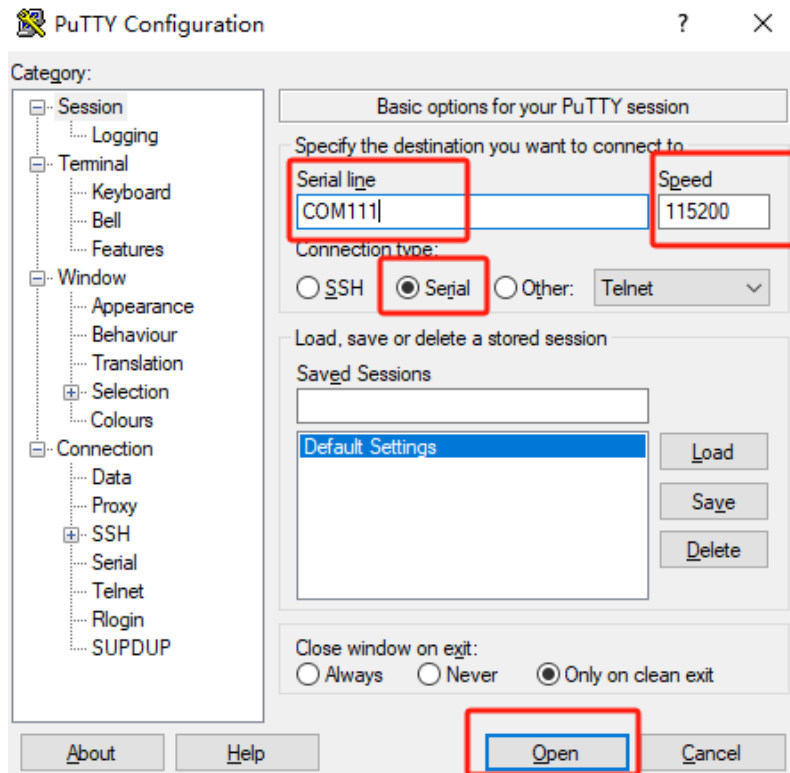 PuTTY Configuration
?
Category:
Session
Logging
Terminal
Keyboard
Bell
Features
Window
Appearance
Behaviour
Translation
Selection
Colours
Connection
Data
Proxy
SSH
Serial
Telnet
Rlogin
SUPDUP
Basic options for your PuTTY session
Specify the destination you want to connect to
Serial line
Speed
COM111
115200
Connection type:
SSH
Serial
Other:
Telnet
Load, save or delete a stored session
Saved Sessions
Default Settings
Load
Save
Delete
Close window on exit:
Always
Never
Only on clean exit
About
Help
Open
Cancel